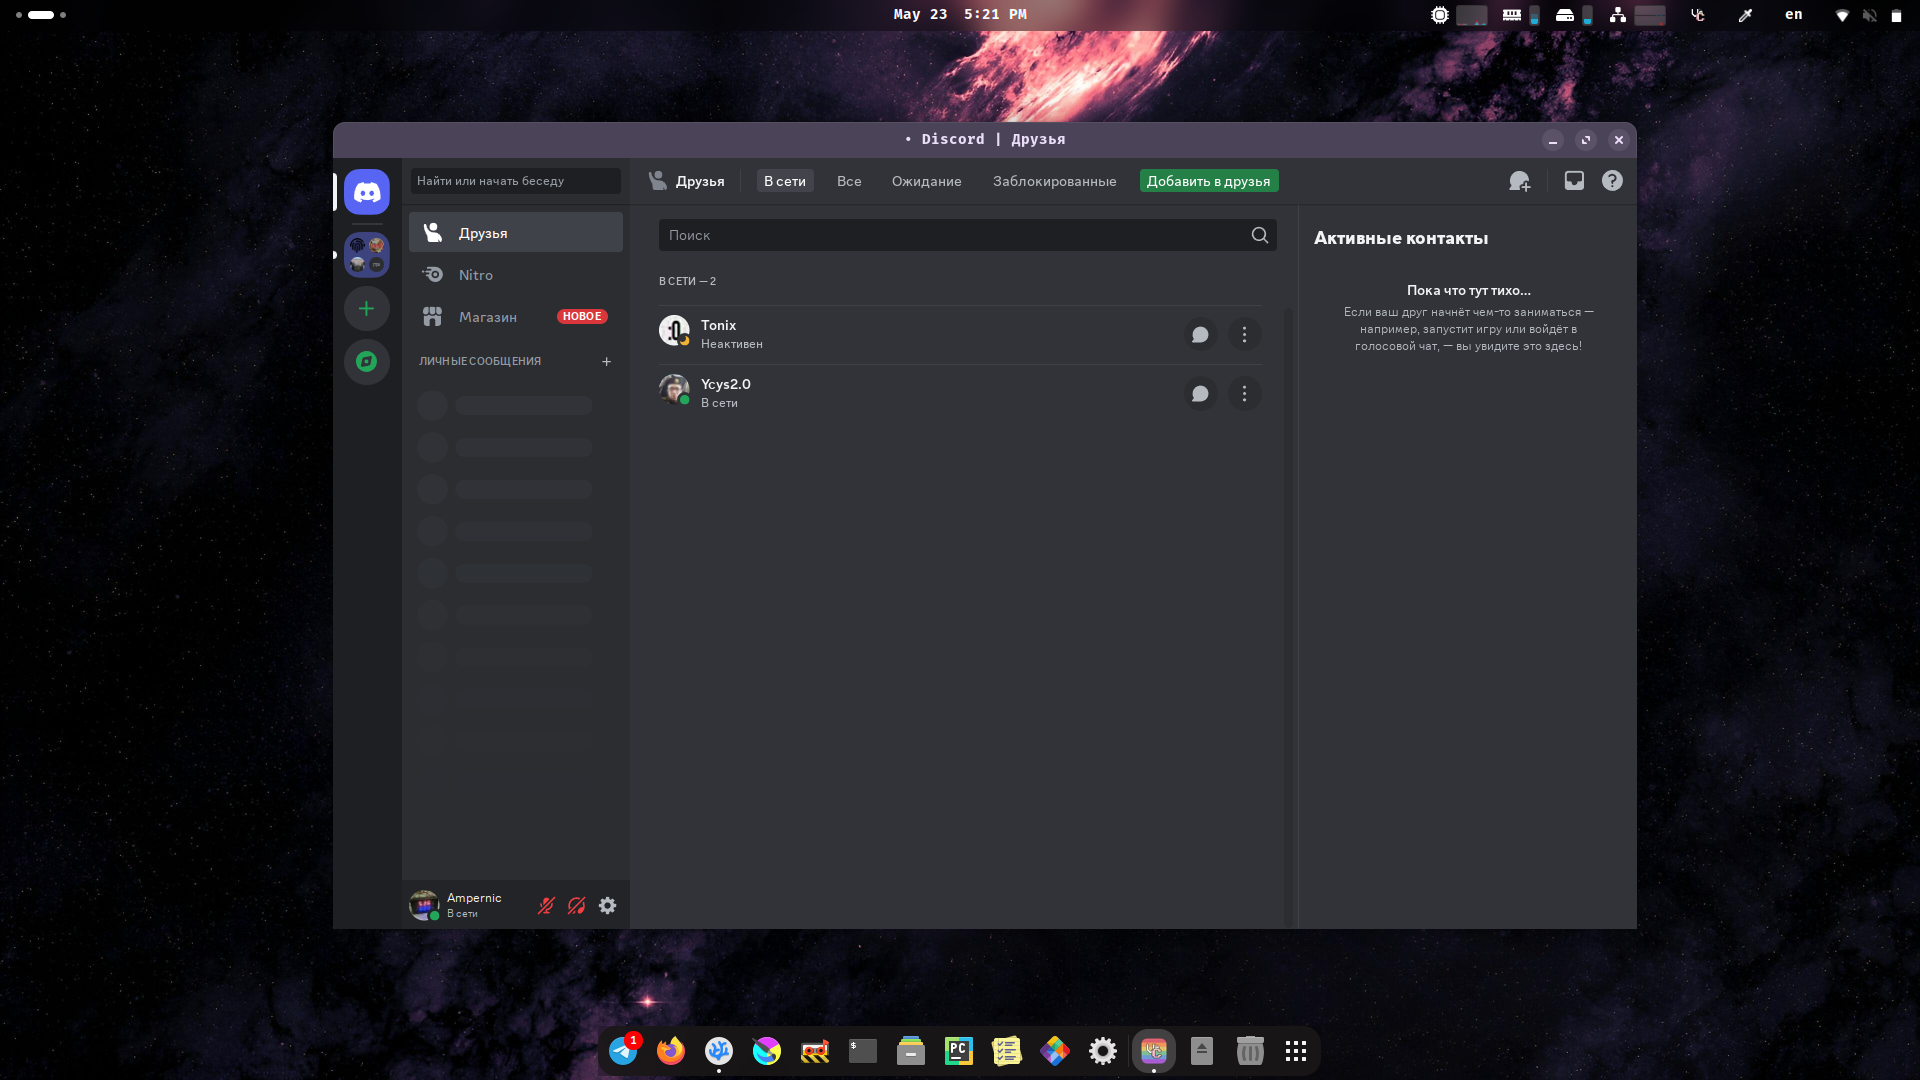 May 23  5:21 PM
en
• Discord | Друзья
Найти или начать беседу
Друзья
В сети
Все
Ожидание
Заблокированные
Добавить в друзья
Друзья
Nitro
Магазин
НОВОЕ
ЛИЧНЫЕ СООБЩЕНИЯ
Поиск
В СЕТИ — 2
Tonix
Неактивен
Ycys2.0
В сети
Активные контакты
Пока что тут тихо...
Если ваш друг начнёт чем-то заниматься —
например, запустит игру или войдёт в
голосовой чат, — вы увидите это здесь!
Ampernic
В сети
1
$
PC